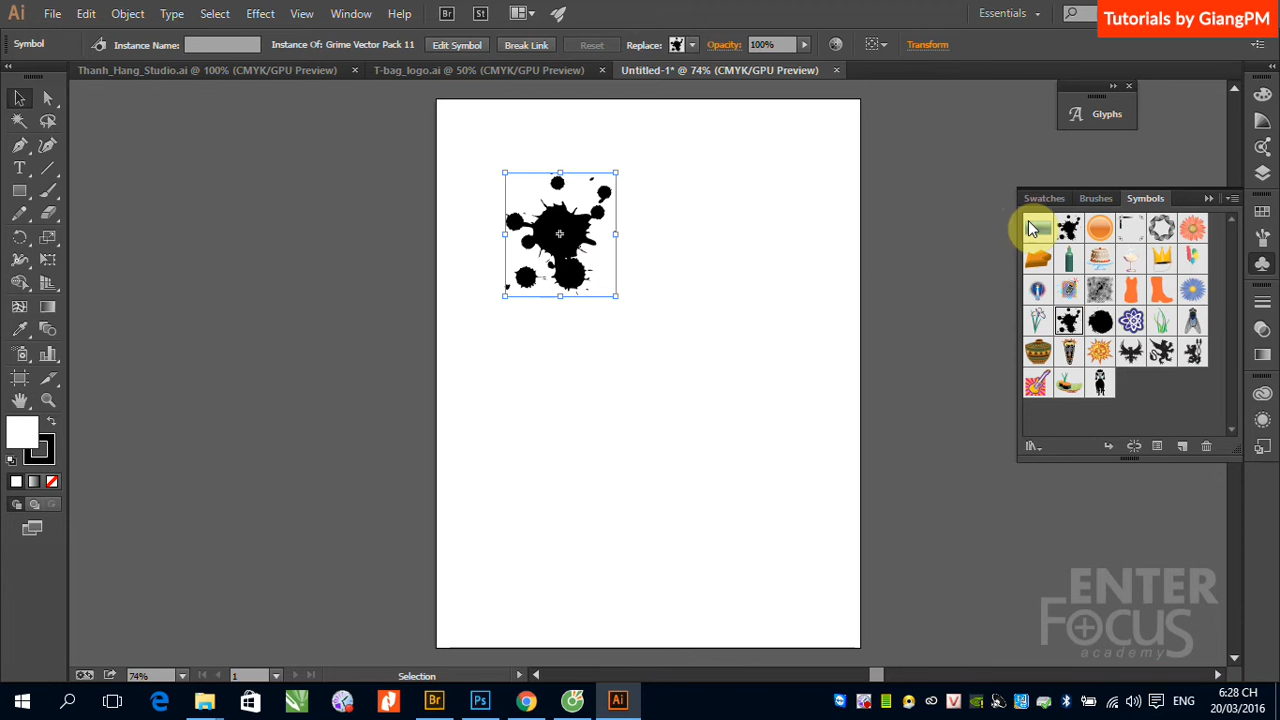 Ai File Edit Object Type Select Effect View Window Help Br St Essentials Tutorials by GiangPM
Symbol Instance Name: Instance Of: Grime Vector Pack 11 Edit Symbol Break Link Reset Replace: Opacity: 100% Transform
Thanh_Hang_Studio.ai @ 100% (CMYK/GPU Preview) T-bag_logo.ai @ 50% (CMYK/GPU Preview) Untitled-1* @ 74% (CMYK/GPU Preview)
A Glyphs
Swatches Brushes Symbols
ENTER
FOCUS
academy
74% 1 Selection
Br Ps Ai ENG 6:28 CH
20/03/2016